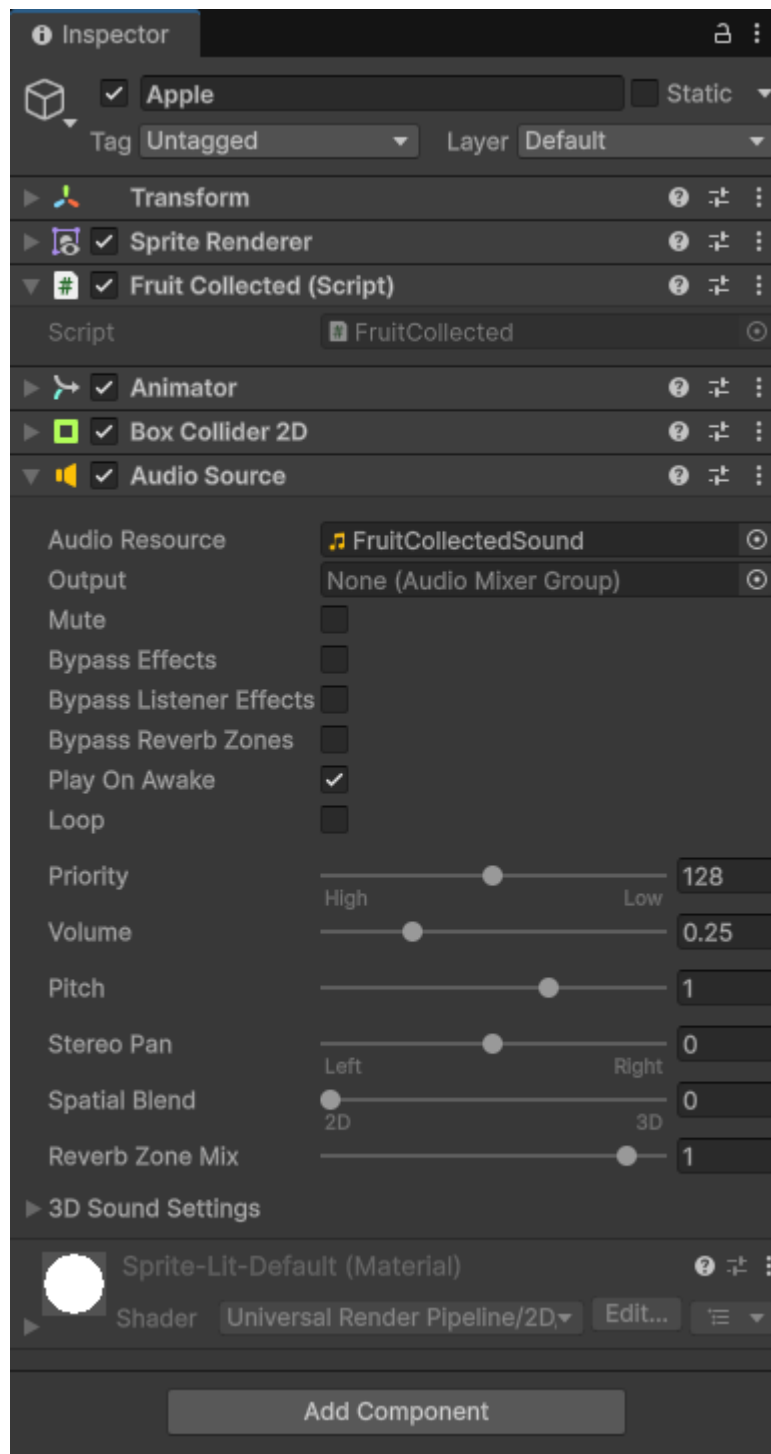 Inspector
Apple
Static
Tag Untagged Layer Default
Transform
Sprite Renderer
# Fruit Collected (Script)
Script # FruitCollected
Animator
Box Collider 2D
Audio Source
Audio Resource FruitCollectedSound
Output None (Audio Mixer Group)
Mute
Bypass Effects
Bypass Listener Effects
Bypass Reverb Zones
Play On Awake
Loop
Priority 128
High Low
Volume 0.25
Pitch 1
Stereo Pan 0
Left Right
Spatial Blend 0
2D 3D
Reverb Zone Mix 1
3D Sound Settings
Sprite-Lit-Default (Material)
Shader Universal Render Pipeline/2D/ Edit...
Add Component